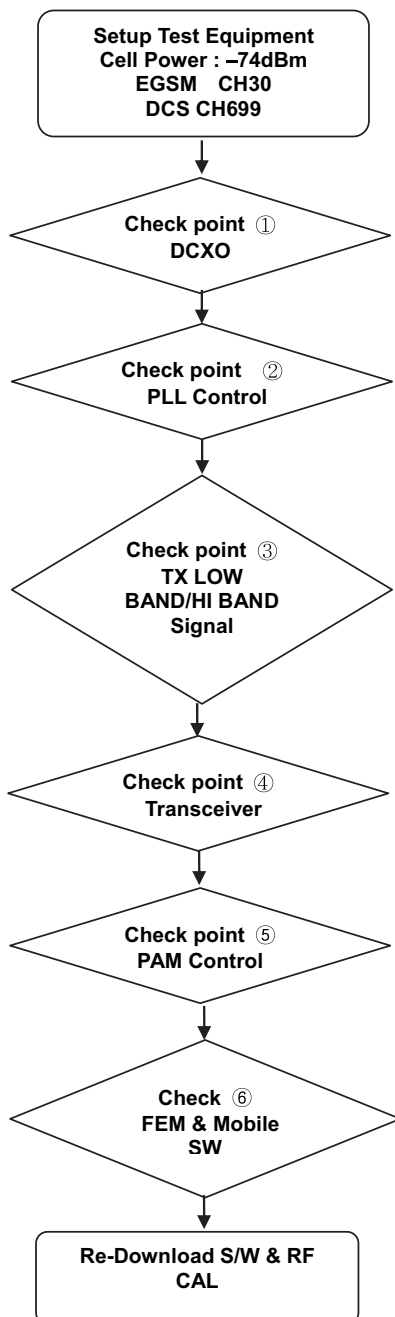 Setup Test Equipment
Cell Power : –74dBm
EGSM CH30
DCS CH699
Check point ①
DCXO
Check point ②
PLL Control
Check point ③
TX LOW
BAND/HI BAND
Signal
Check point ④
Transceiver
Check point ⑤
PAM Control
Check ⑥
FEM & Mobile
SW
Re-Download S/W & RF
CAL